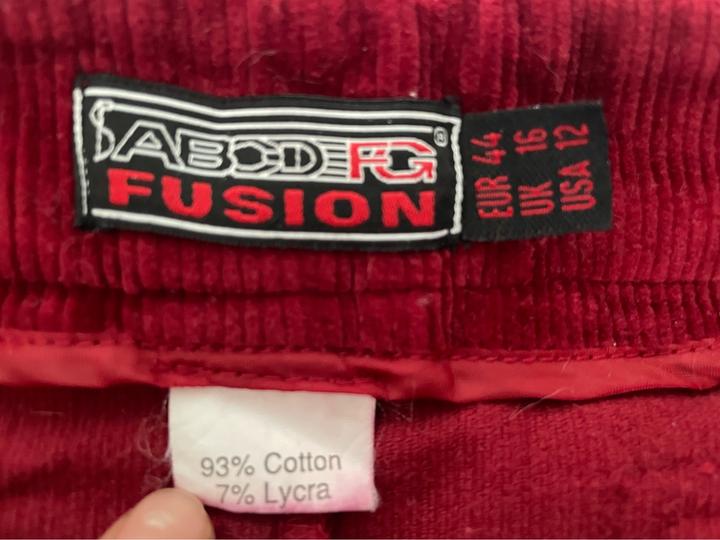 ABCDEFG®
FUSION
EUR 44
UK 16
USA 12
93% Cotton
7% Lycra